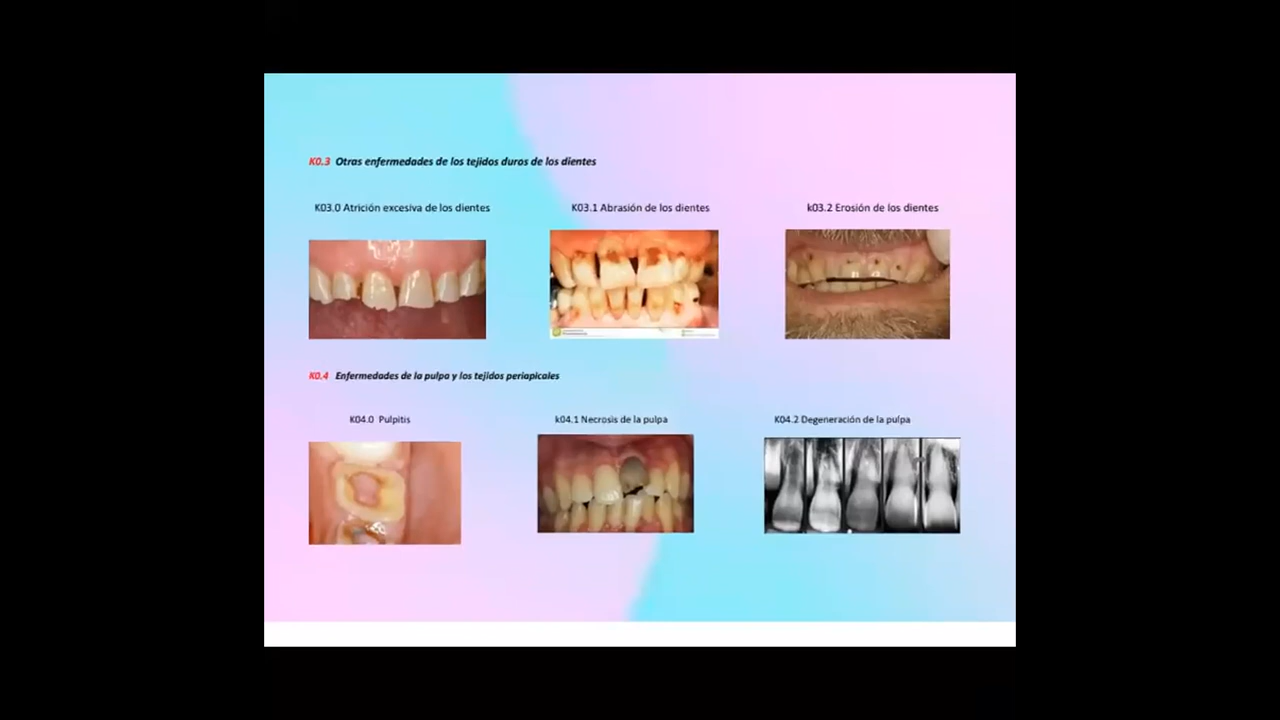 K0.3 Otras enfermedades de los tejidos duros de los dientes
K03.0 Atrición excesiva de los dientes
K03.1 Abrasión de los dientes
k03.2 Erosión de los dientes
K0.4 Enfermedades de la pulpa y los tejidos periapicales
K04.0 Pulpitis
k04.1 Necrosis de la pulpa
K04.2 Degeneración de la pulpa